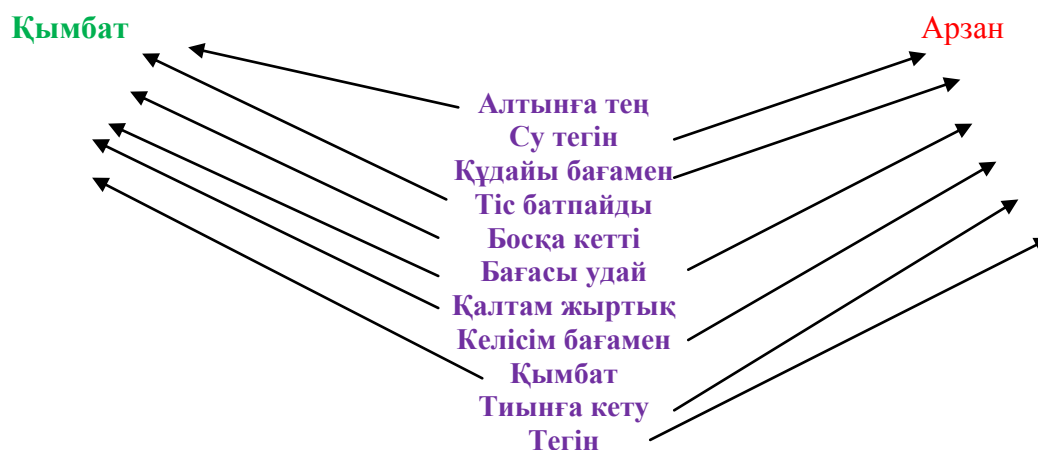 Қымбат
Арзан
Алтынға тең
Су тегін
Құдайы бағамен
Тіс батпайды
Босқа кетті
Бағасы удай
Қалтам жыртық
Келісім бағамен
Қымбат
Тиынға кету
Тегін